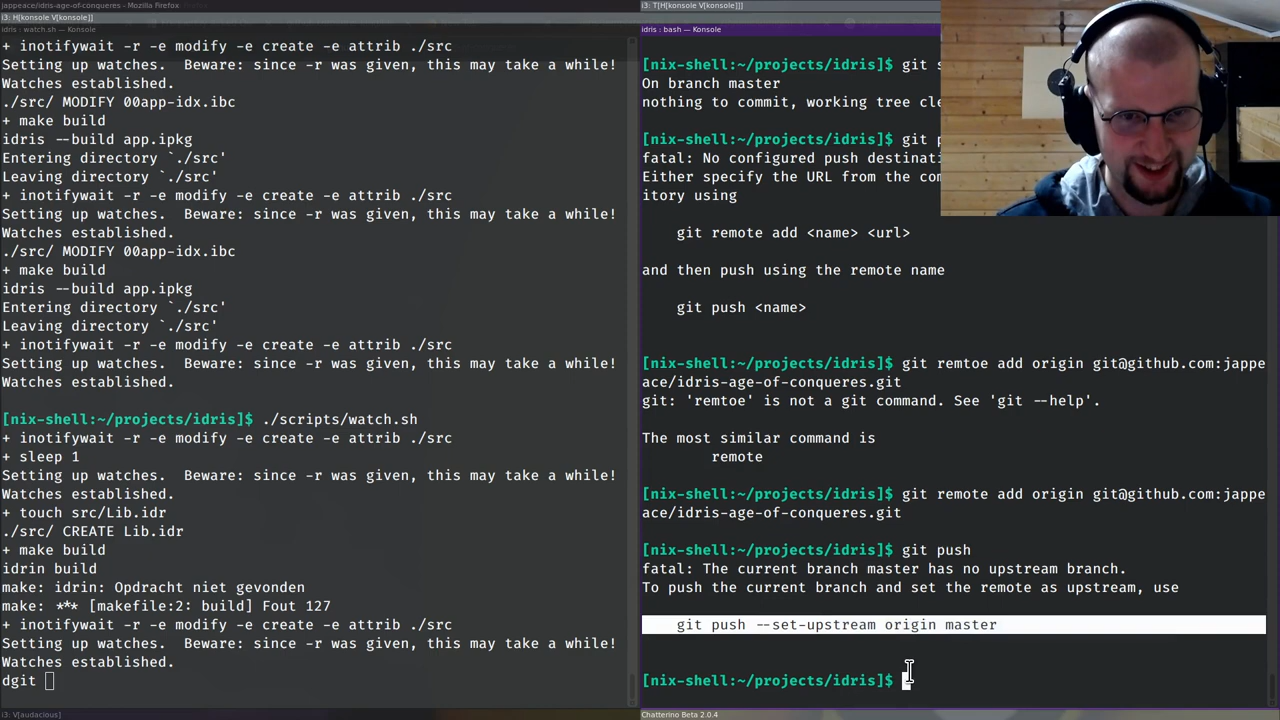 jappeace/idris-age-of-conqueres - Mozilla Firefox
i3: H[konsole V[konsole]]
idris : watch.sh — Konsole
+ inotifywait -r -e modify -e create -e attrib ./src
Setting up watches.  Beware: since -r was given, this may take a while!
Watches established.
./src/ MODIFY 00app-idx.ibc
+ make build
idris --build app.ipkg
Entering directory `./src'
Leaving directory `./src'
+ inotifywait -r -e modify -e create -e attrib ./src
Setting up watches.  Beware: since -r was given, this may take a while!
Watches established.
./src/ MODIFY 00app-idx.ibc
+ make build
idris --build app.ipkg
Entering directory `./src'
Leaving directory `./src'
+ inotifywait -r -e modify -e create -e attrib ./src
Setting up watches.  Beware: since -r was given, this may take a while!
Watches established.
[nix-shell:~/projects/idris]$ ./scripts/watch.sh
+ inotifywait -r -e modify -e create -e attrib ./src
+ sleep 1
Setting up watches.  Beware: since -r was given, this may take a while!
Watches established.
+ touch src/Lib.idr
./src/ CREATE Lib.idr
+ make build
idrin build
make: idrin: Opdracht niet gevonden
make: *** [makefile:2: build] Fout 127
+ inotifywait -r -e modify -e create -e attrib ./src
Setting up watches.  Beware: since -r was given, this may take a while!
Watches established.
dgit
i3: V[audacious]
i3: T[H[konsole V[konsole]]]
idris : bash — Konsole
[nix-shell:~/projects/idris]$ git s
On branch master
nothing to commit, working tree cle
[nix-shell:~/projects/idris]$ git p
fatal: No configured push destinati
Either specify the URL from the com
itory using
git remote add <name> <url>
and then push using the remote name
git push <name>
[nix-shell:~/projects/idris]$ git remtoe add origin git@github.com:jappe
ace/idris-age-of-conqueres.git
git: 'remtoe' is not a git command. See 'git --help'.
The most similar command is
remote
[nix-shell:~/projects/idris]$ git remote add origin git@github.com:jappe
ace/idris-age-of-conqueres.git
[nix-shell:~/projects/idris]$ git push
fatal: The current branch master has no upstream branch.
To push the current branch and set the remote as upstream, use
git push --set-upstream origin master
[nix-shell:~/projects/idris]$
Chatterino Beta 2.0.4